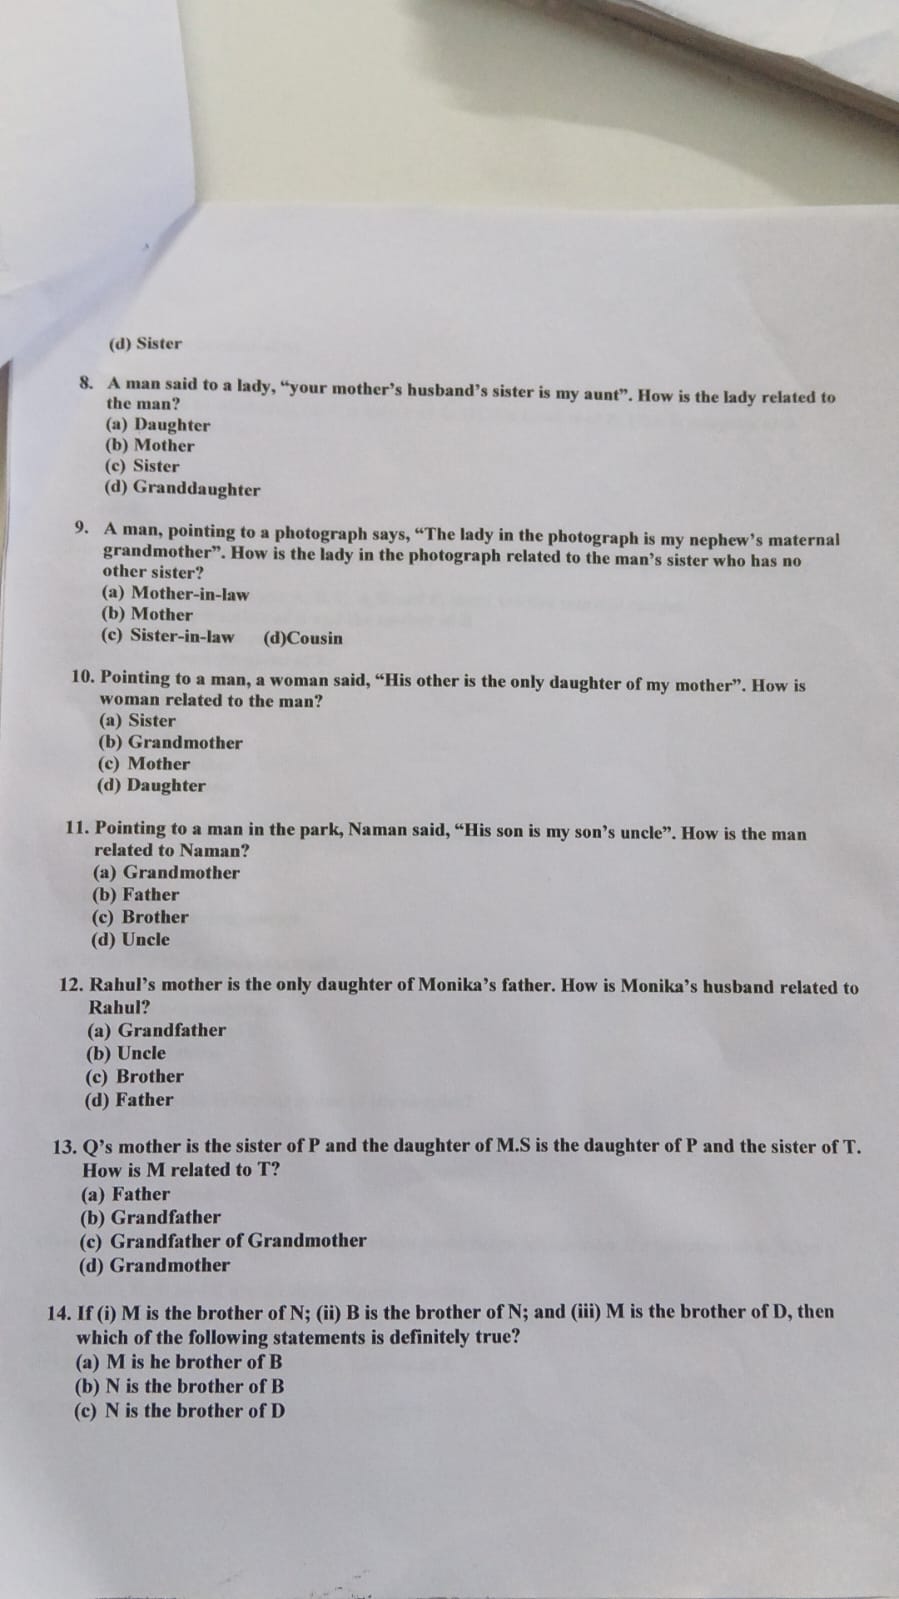 (d) Sister
8. A man said to a lady, “your mother’s husband’s sister is my aunt”. How is the lady related to
the man?
(a) Daughter
(b) Mother
(c) Sister
(d) Granddaughter
9. A man, pointing to a photograph says, “The lady in the photograph is my nephew’s maternal
grandmother”. How is the lady in the photograph related to the man’s sister who has no
other sister?
(a) Mother-in-law
(b) Mother
(c) Sister-in-law (d)Cousin
10. Pointing to a man, a woman said, “His other is the only daughter of my mother”. How is
woman related to the man?
(a) Sister
(b) Grandmother
(c) Mother
(d) Daughter
11. Pointing to a man in the park, Naman said, “His son is my son’s uncle”. How is the man
related to Naman?
(a) Grandmother
(b) Father
(c) Brother
(d) Uncle
12. Rahul’s mother is the only daughter of Monika’s father. How is Monika’s husband related to
Rahul?
(a) Grandfather
(b) Uncle
(c) Brother
(d) Father
13. Q’s mother is the sister of P and the daughter of M.S is the daughter of P and the sister of T.
How is M related to T?
(a) Father
(b) Grandfather
(c) Grandfather of Grandmother
(d) Grandmother
14. If (i) M is the brother of N; (ii) B is the brother of N; and (iii) M is the brother of D, then
which of the following statements is definitely true?
(a) M is he brother of B
(b) N is the brother of B
(c) N is the brother of D